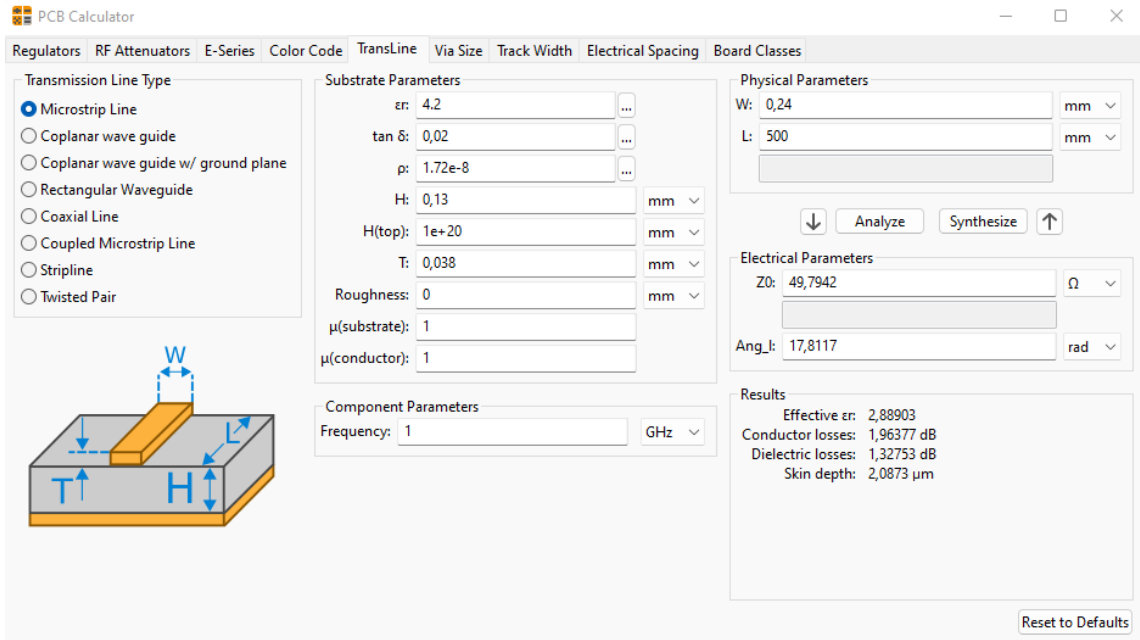 PCB Calculator
Regulators RF Attenuators E-Series Color Code TransLine Via Size Track Width Electrical Spacing Board Classes
Transmission Line Type
Microstrip Line
Coplanar wave guide
Coplanar wave guide w/ ground plane
Rectangular Waveguide
Coaxial Line
Coupled Microstrip Line
Stripline
Twisted Pair
W
L
T
H
Substrate Parameters
εr: 4.2 ...
tan δ: 0,02 ...
ρ: 1.72e-8 ...
H: 0,13 mm
H(top): 1e+20 mm
T: 0,038 mm
Roughness: 0 mm
μ(substrate): 1
μ(conductor): 1
Component Parameters
Frequency: 1 GHz
Physical Parameters
W: 0,24 mm
L: 500 mm
Analyze Synthesize
Electrical Parameters
Z0: 49,7942 Ω
Ang_l: 17,8117 rad
Results
Effective εr: 2,88903
Conductor losses: 1,96377 dB
Dielectric losses: 1,32753 dB
Skin depth: 2,0873 µm
Reset to Defaults